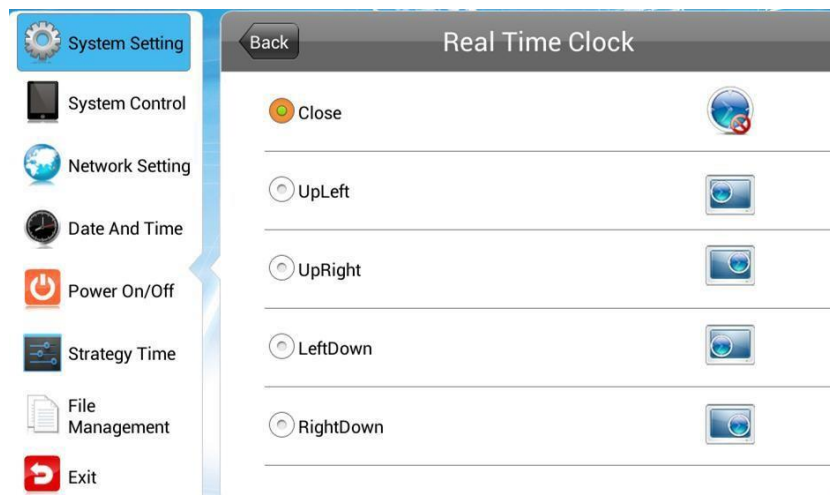 System Setting
Back
Real Time Clock
System Control
Close
Network Setting
UpLeft
Date And Time
UpRight
Power On/Off
LeftDown
Strategy Time
File
Management
RightDown
Exit